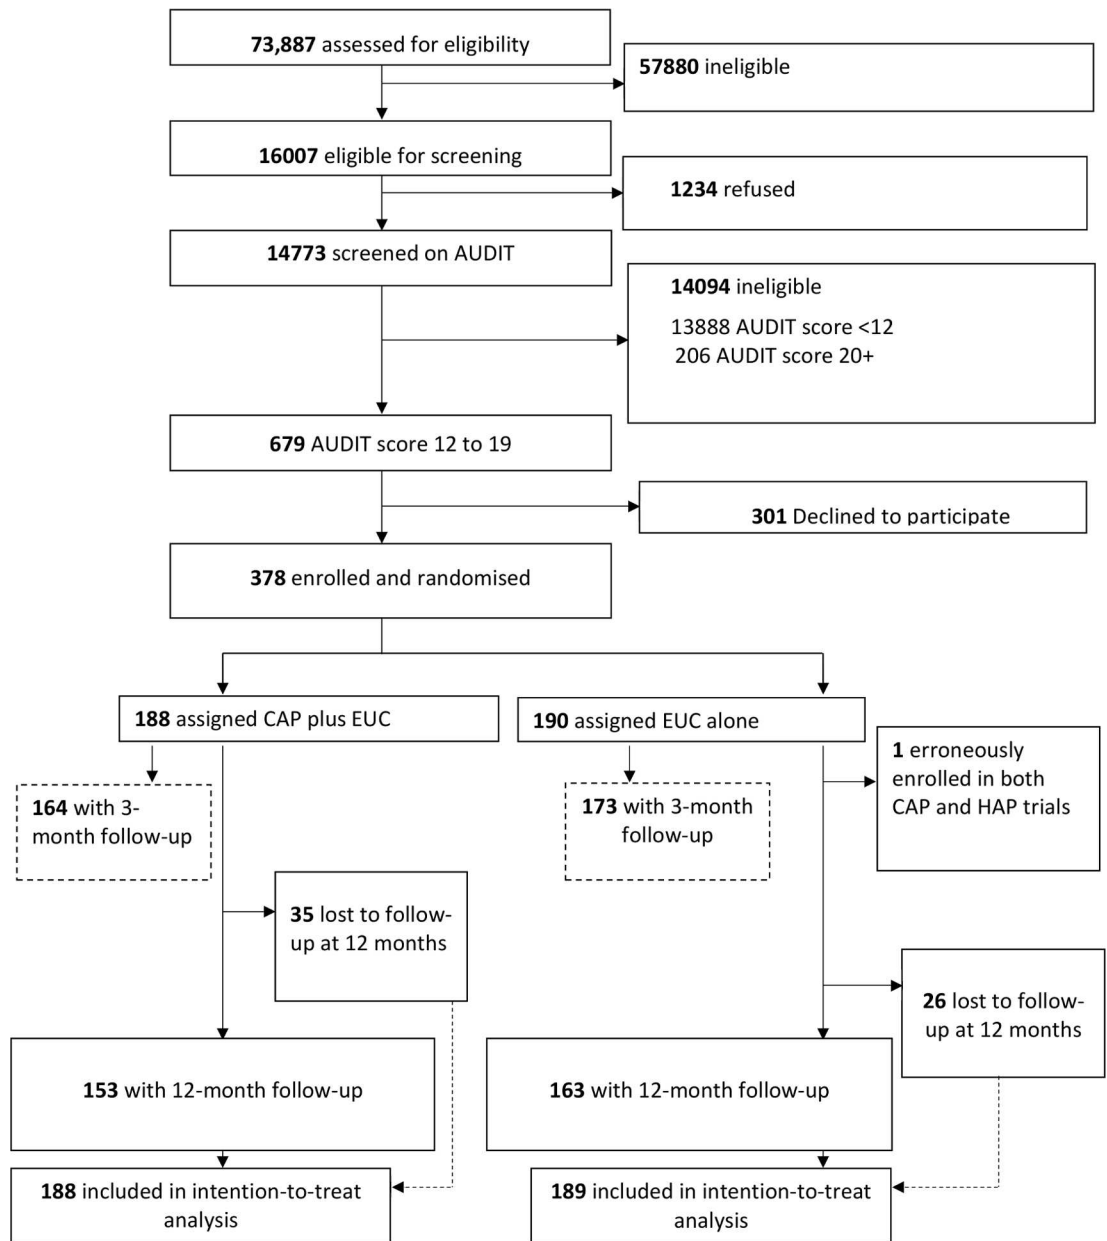 73,887 assessed for eligibility
57880 ineligible
16007 eligible for screening
1234 refused
14773 screened on AUDIT
14094 ineligible
13888 AUDIT score <12
206 AUDIT score 20+
679 AUDIT score 12 to 19
301 Declined to participate
378 enrolled and randomised
188 assigned CAP plus EUC
190 assigned EUC alone
1 erroneously
enrolled in both
CAP and HAP trials
164 with 3-
month follow-up
173 with 3-month
follow-up
35 lost to follow-
up at 12 months
26 lost to follow-
up at 12 months
153 with 12-month follow-up
163 with 12-month follow-up
188 included in intention-to-treat
analysis
189 included in intention-to-treat
analysis